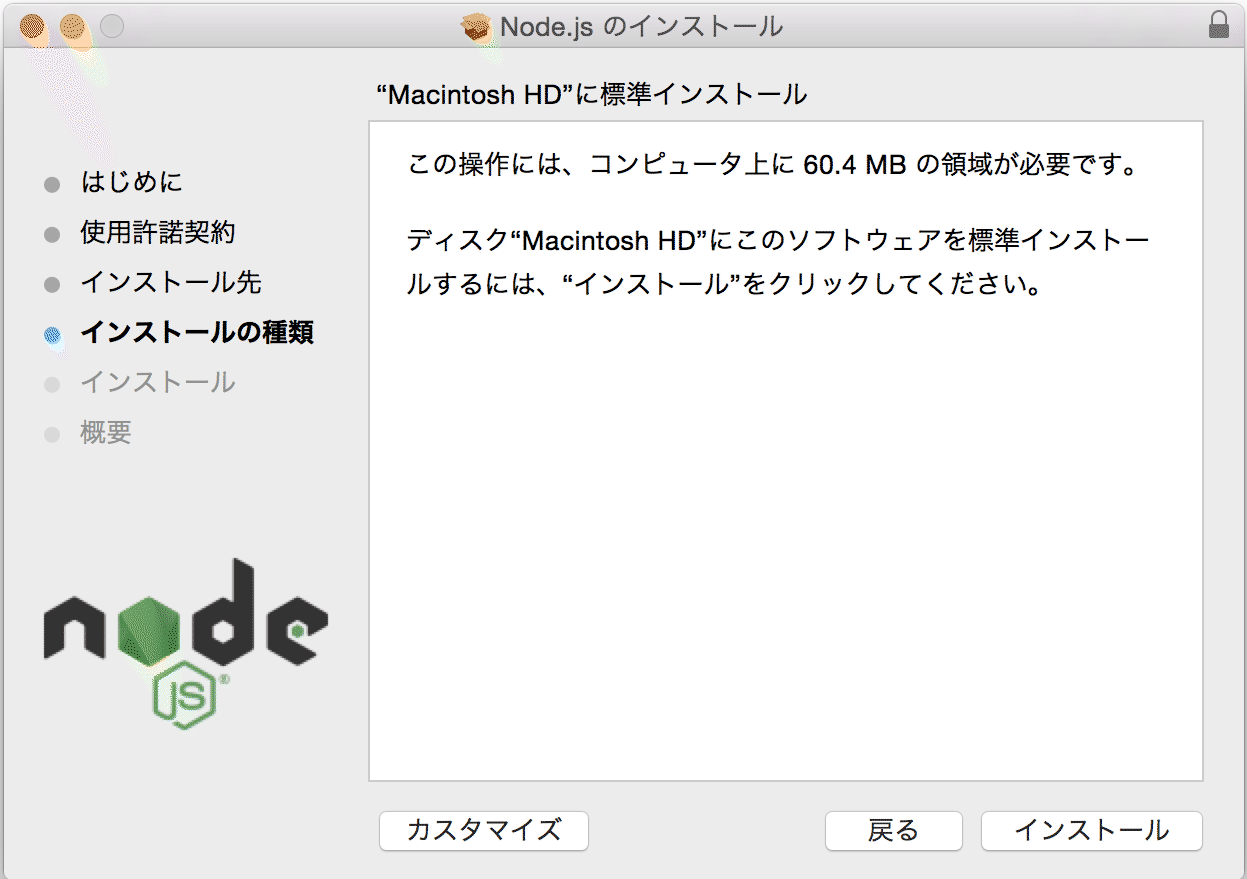 Node.js のインストール
“Macintosh HD”に標準インストール
はじめに
使用許諾契約
インストール先
インストールの種類
インストール
概要
この操作には、コンピュータ上に 60.4 MB の領域が必要です。
ディスク“Macintosh HD”にこのソフトウェアを標準インストー
ルするには、“インストール”をクリックしてください。
node
JS®
カスタマイズ
戻る
インストール